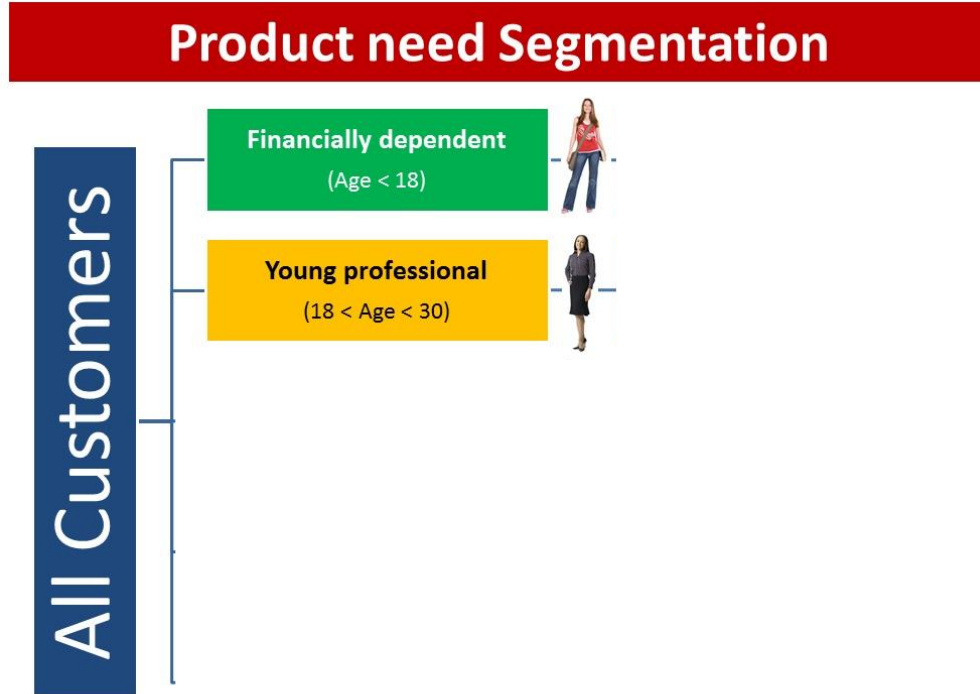 Product need Segmentation
All Customers
Financially dependent
(Age < 18)
Young professional
(18 < Age < 30)